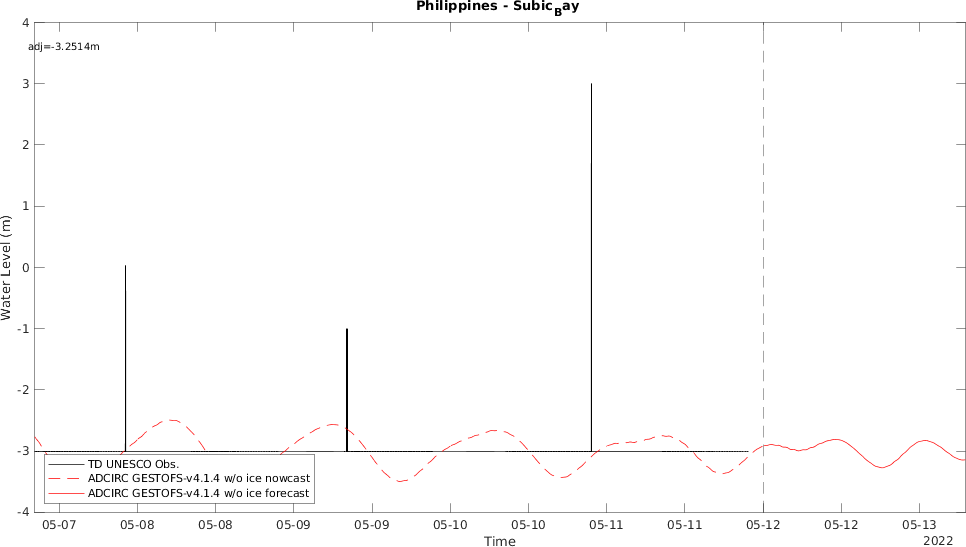 Philippines - Subic_Bay
adj=-3.2514m
4
3
2
1
0
-1
-2
-3
-4
Water Level (m)
TD UNESCO Obs.
ADCIRC GESTOFS-v4.1.4 w/o ice nowcast
ADCIRC GESTOFS-v4.1.4 w/o ice forecast
05-07 05-08 05-08 05-09 05-09 05-10 05-10 05-11 05-11 05-12 05-12 05-13
Time
2022